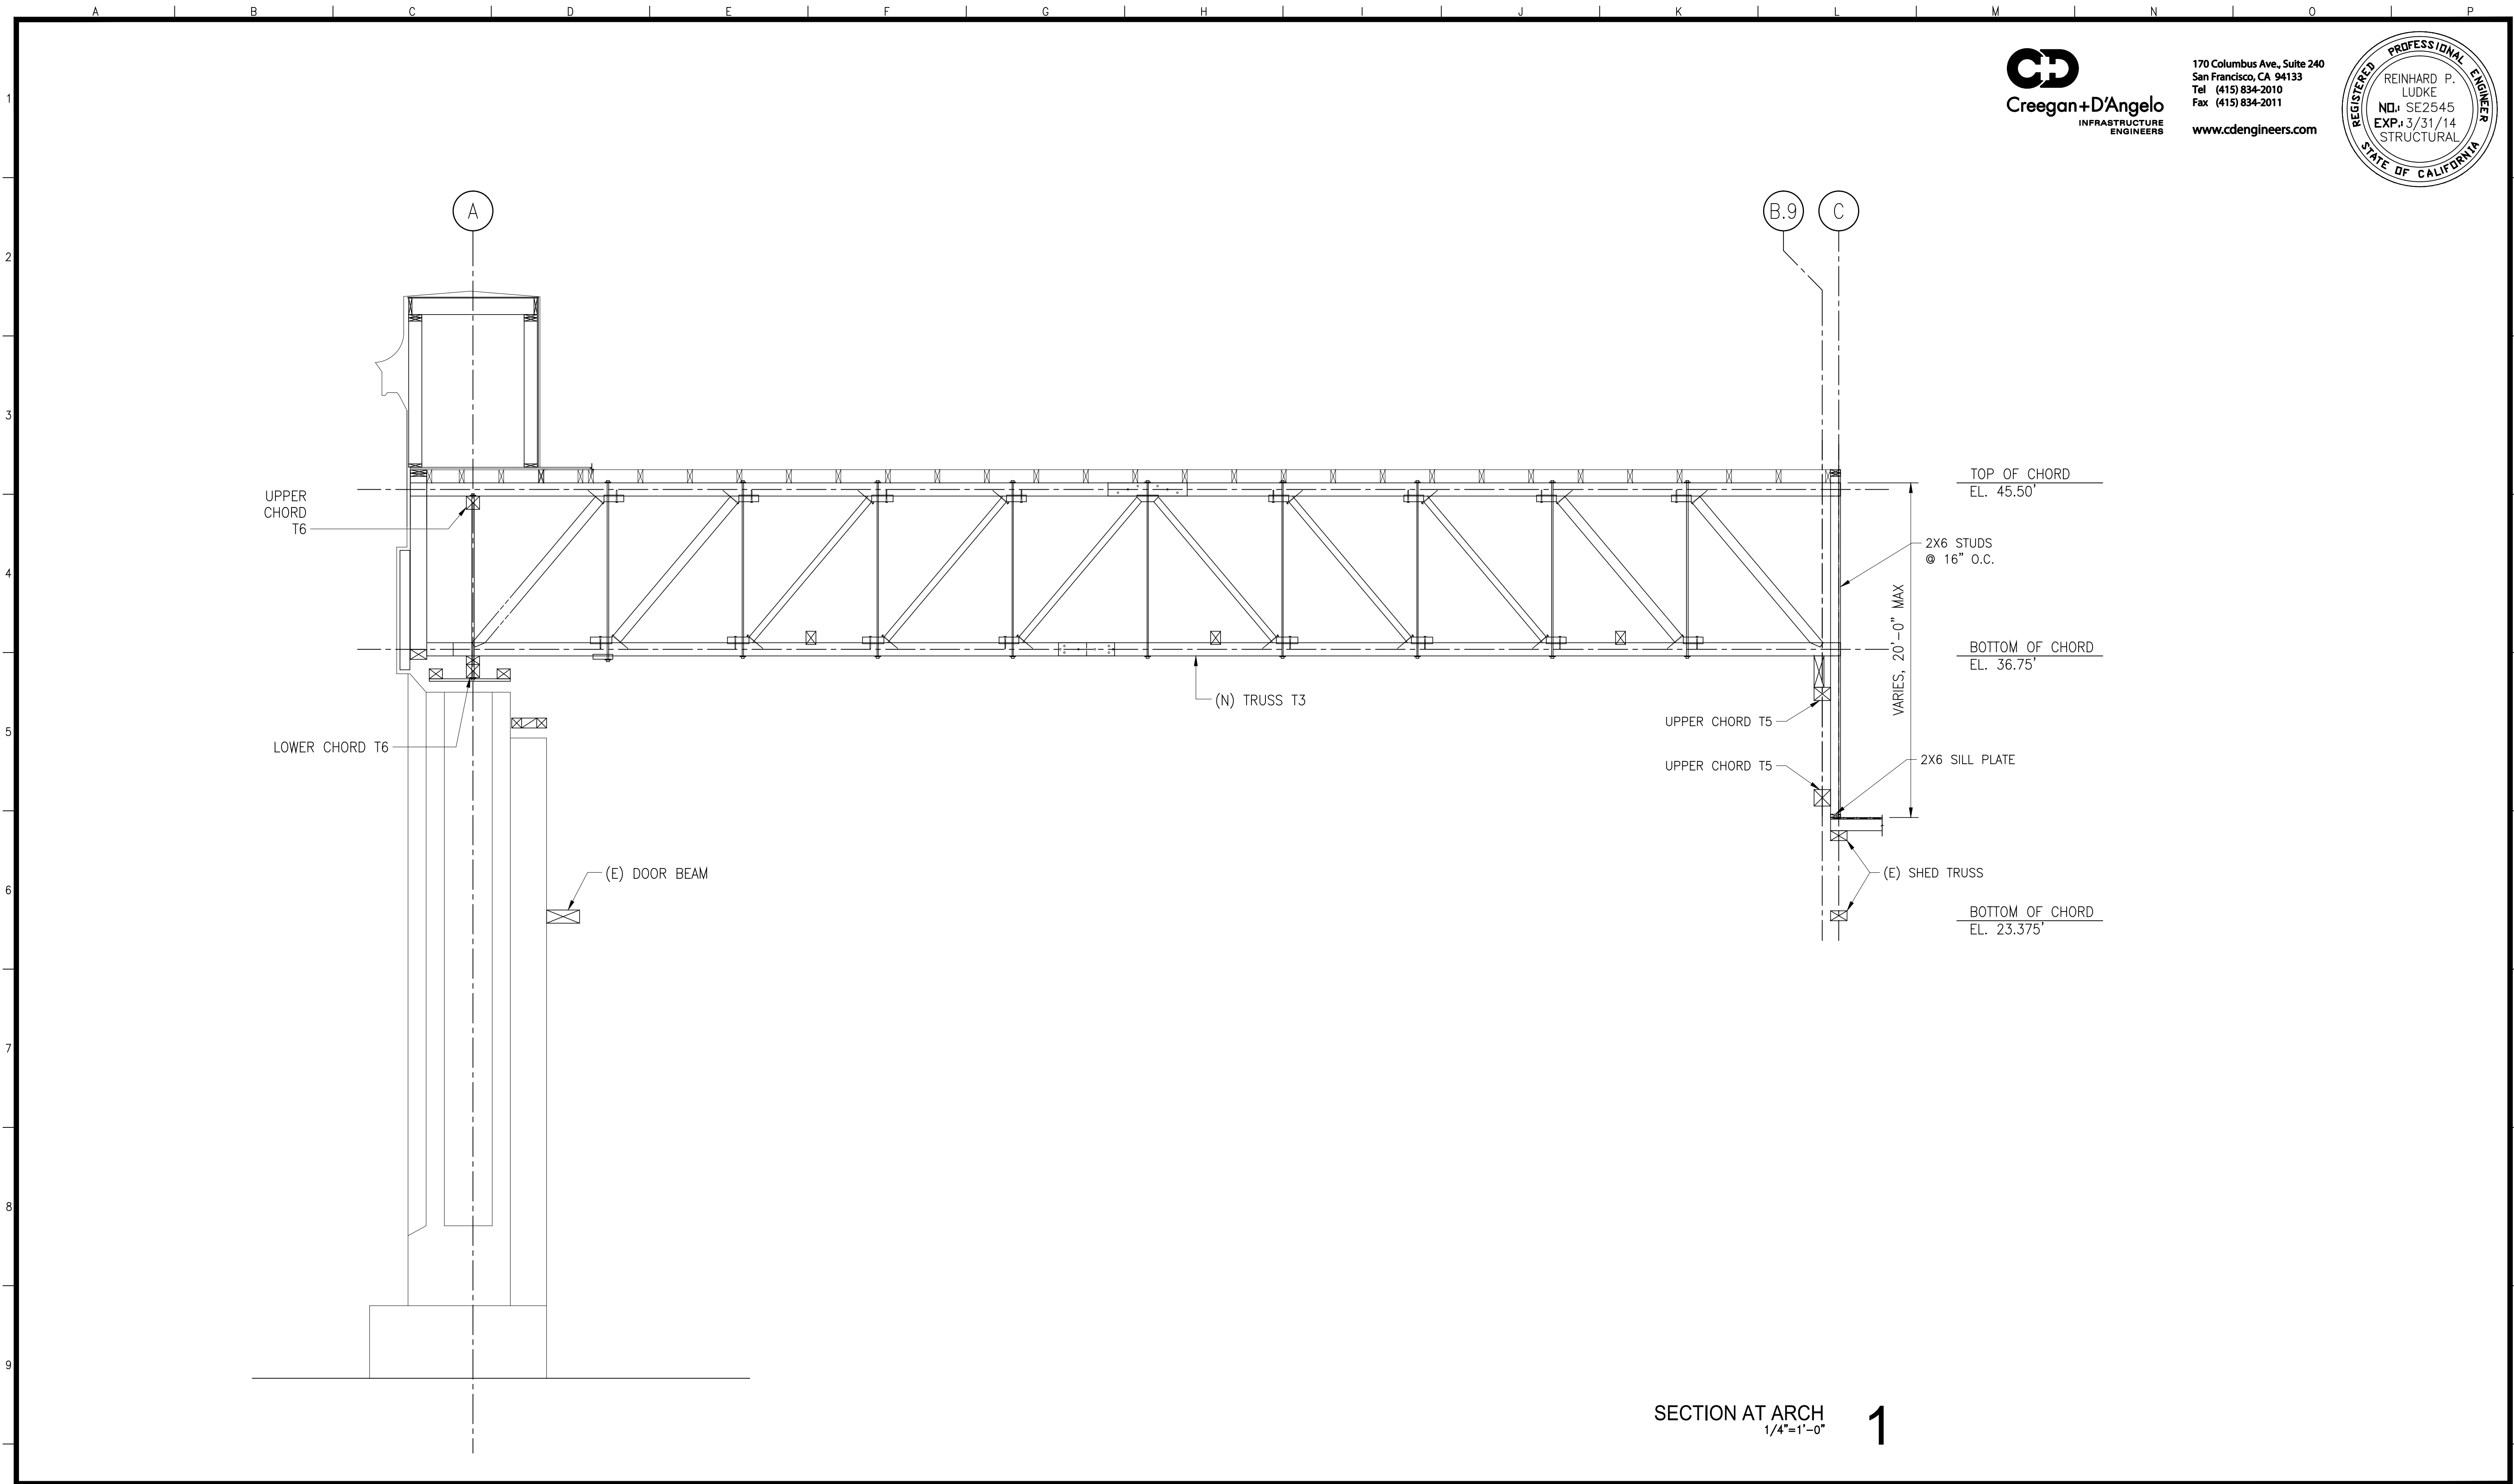 A B C D E F G H I J K L M N O P
1
2
3
4
5
6
7
8
9
Creegan+D'Angelo
INFRASTRUCTURE
ENGINEERS
170 Columbus Ave., Suite 240
San Francisco, CA 94133
Tel (415) 834-2010
Fax (415) 834-2011
www.cdengineers.com
REGISTERED PROFESSIONAL ENGINEER
REINHARD P.
LUDKE
NO.: SE2545
EXP.: 3/31/14
STRUCTURAL
STATE OF CALIFORNIA
A
B.9
C
UPPER
CHORD
T6
LOWER CHORD T6
(E) DOOR BEAM
(N) TRUSS T3
UPPER CHORD T5
UPPER CHORD T5
VARIES, 20'-0" MAX
2X6 STUDS
@ 16" O.C.
2X6 SILL PLATE
(E) SHED TRUSS
TOP OF CHORD
EL. 45.50'
BOTTOM OF CHORD
EL. 36.75'
BOTTOM OF CHORD
EL. 23.375'
SECTION AT ARCH
1/4"=1'-0"
1